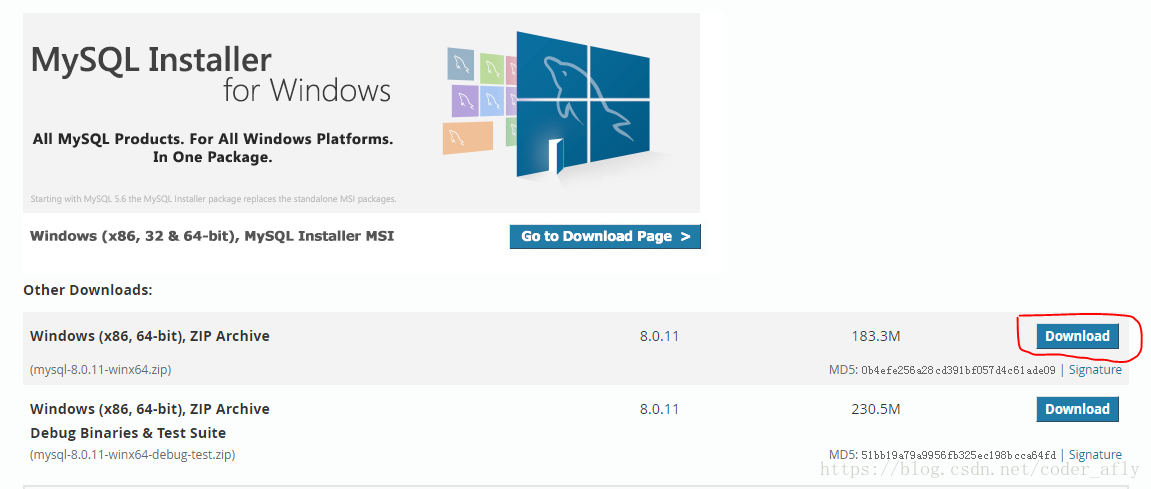 MySQL Installer
for Windows
All MySQL Products. For All Windows Platforms.
In One Package.
Starting with MySQL 5.6 the MySQL Installer package replaces the standalone MSI packages.
Windows (x86, 32 & 64-bit), MySQL Installer MSI
Go to Download Page >
Other Downloads:
Windows (x86, 64-bit), ZIP Archive 8.0.11 183.3M Download
(mysql-8.0.11-winx64.zip) MD5: 0b4efe256a28cd391bf057d4c61ade09 | Signature
Windows (x86, 64-bit), ZIP Archive 8.0.11 230.5M Download
Debug Binaries & Test Suite
(mysql-8.0.11-winx64-debug-test.zip) MD5: 51bb19a79a9956fb325ec198bcca64fd | Signature
https://blog.csdn.net/coder_afly